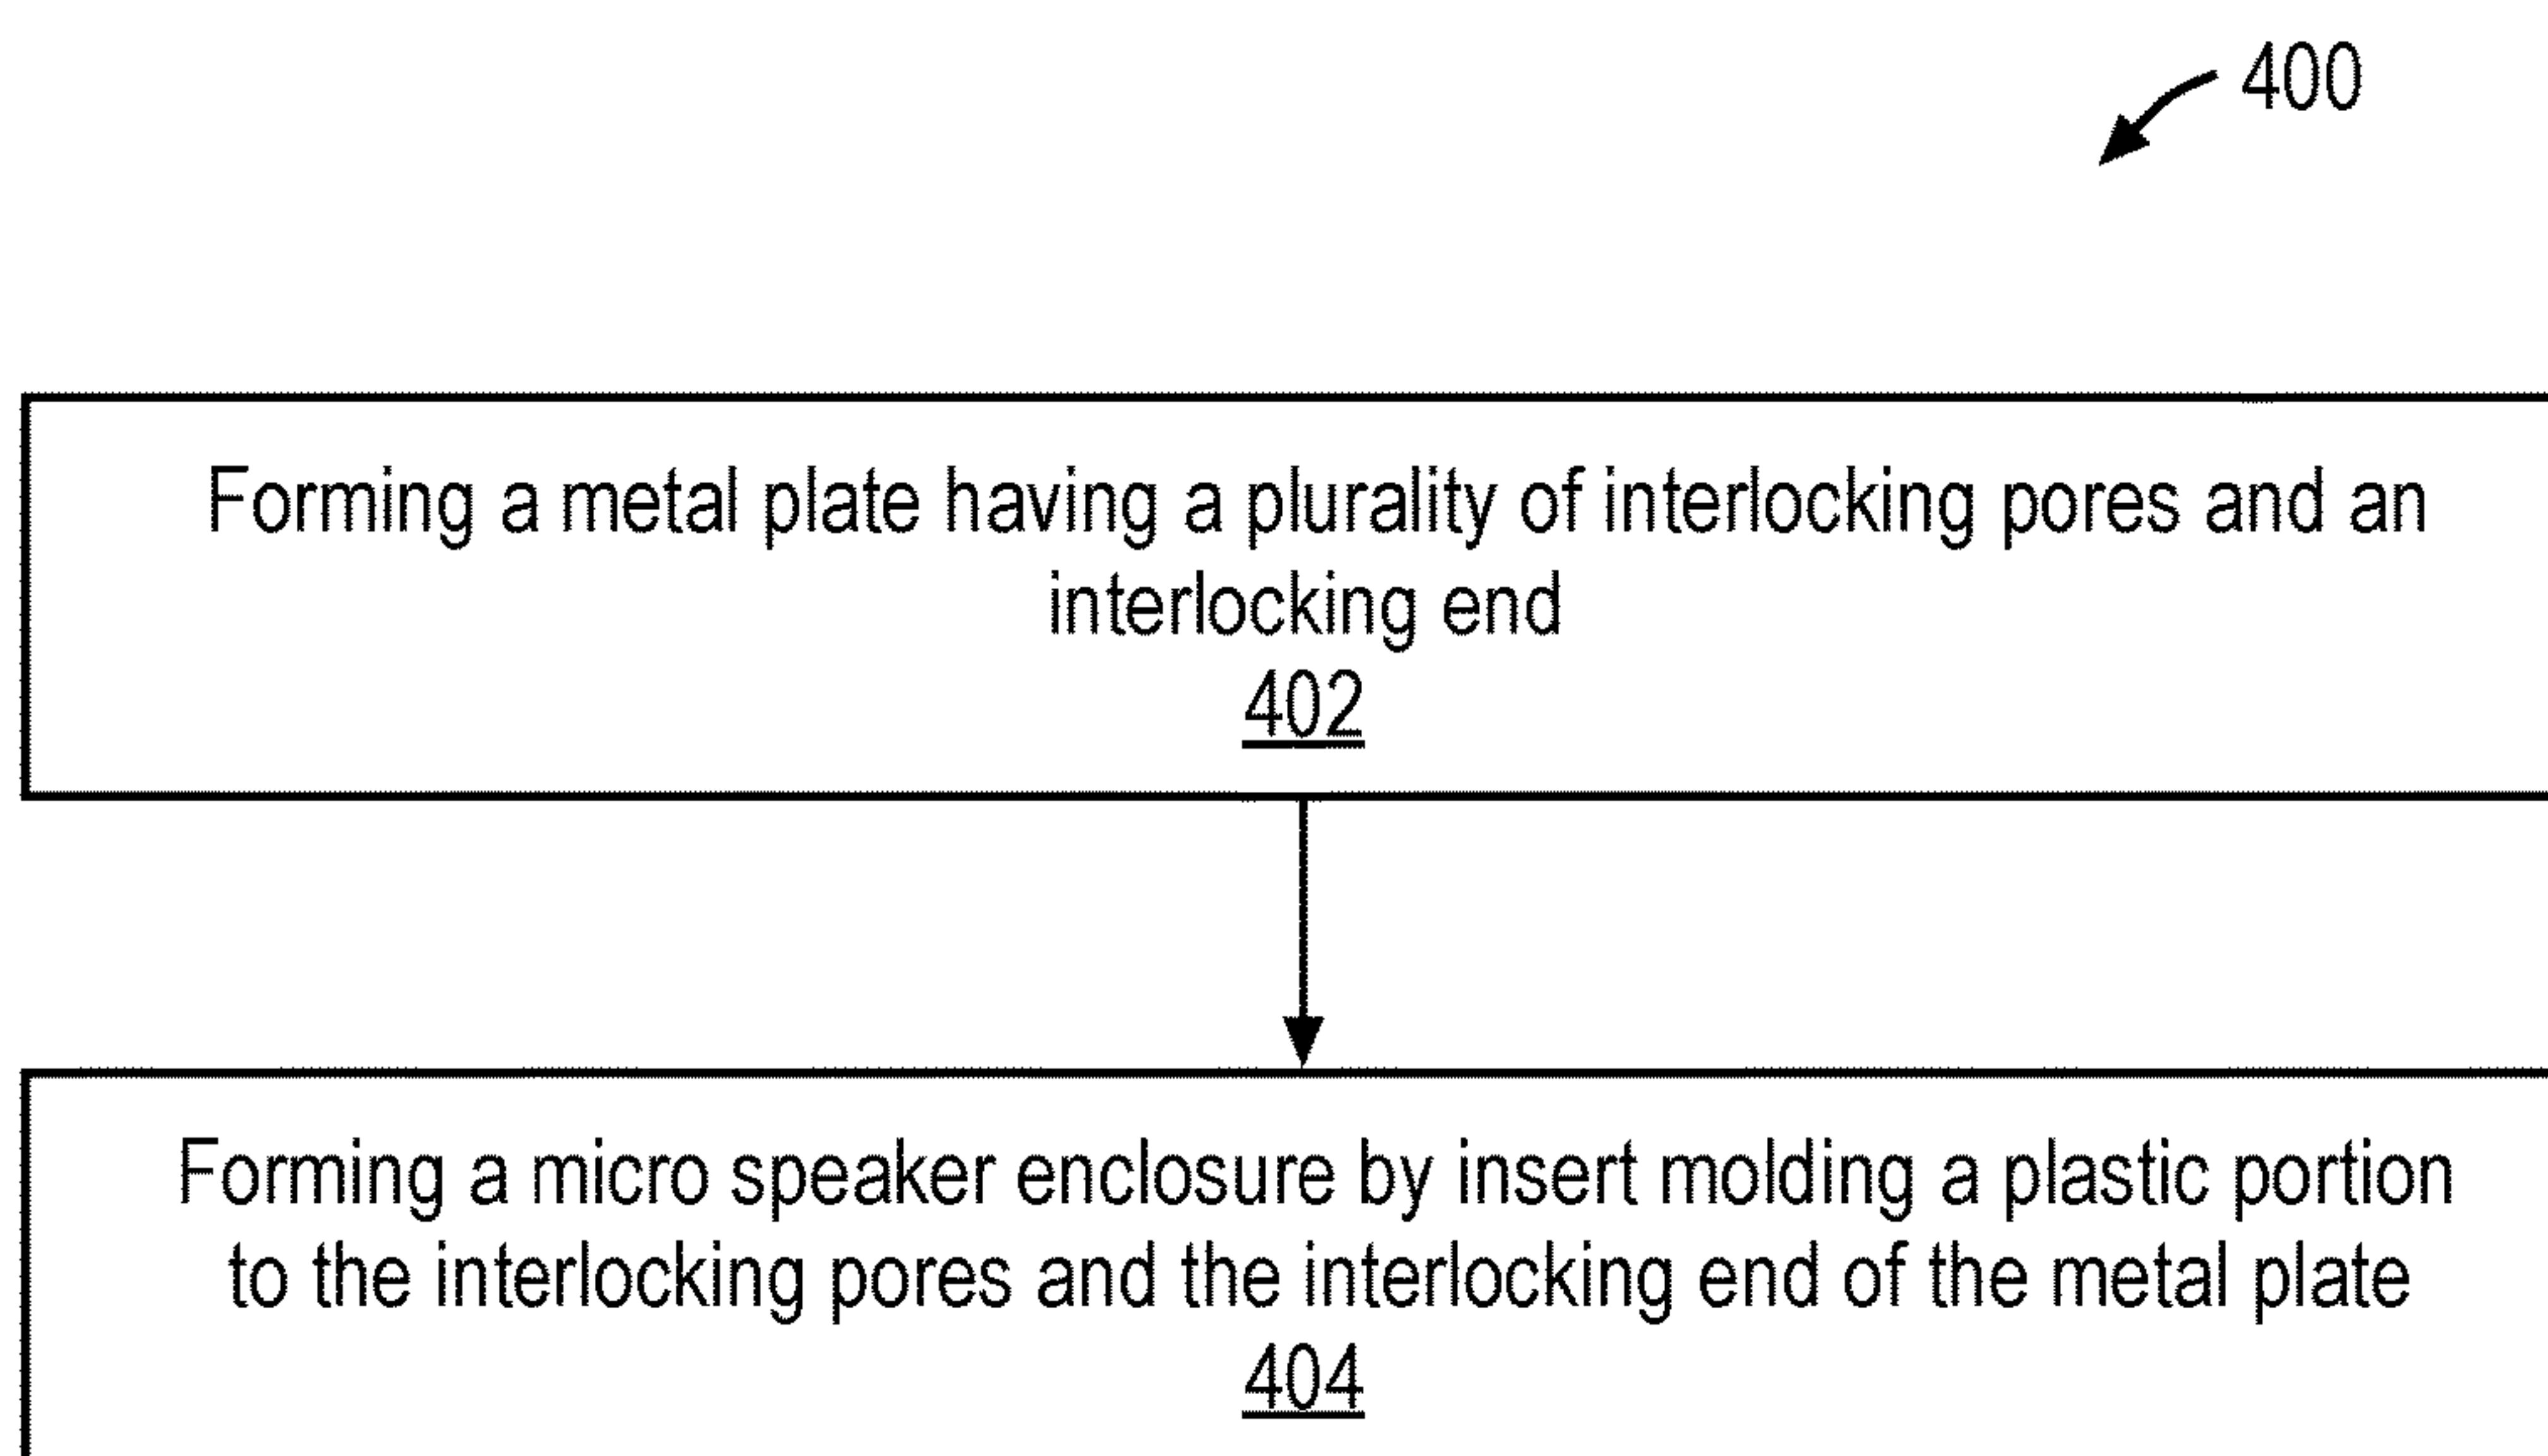 400
Forming a metal plate having a plurality of interlocking pores and an
interlocking end
402
Forming a micro speaker enclosure by insert molding a plastic portion
to the interlocking pores and the interlocking end of the metal plate
404